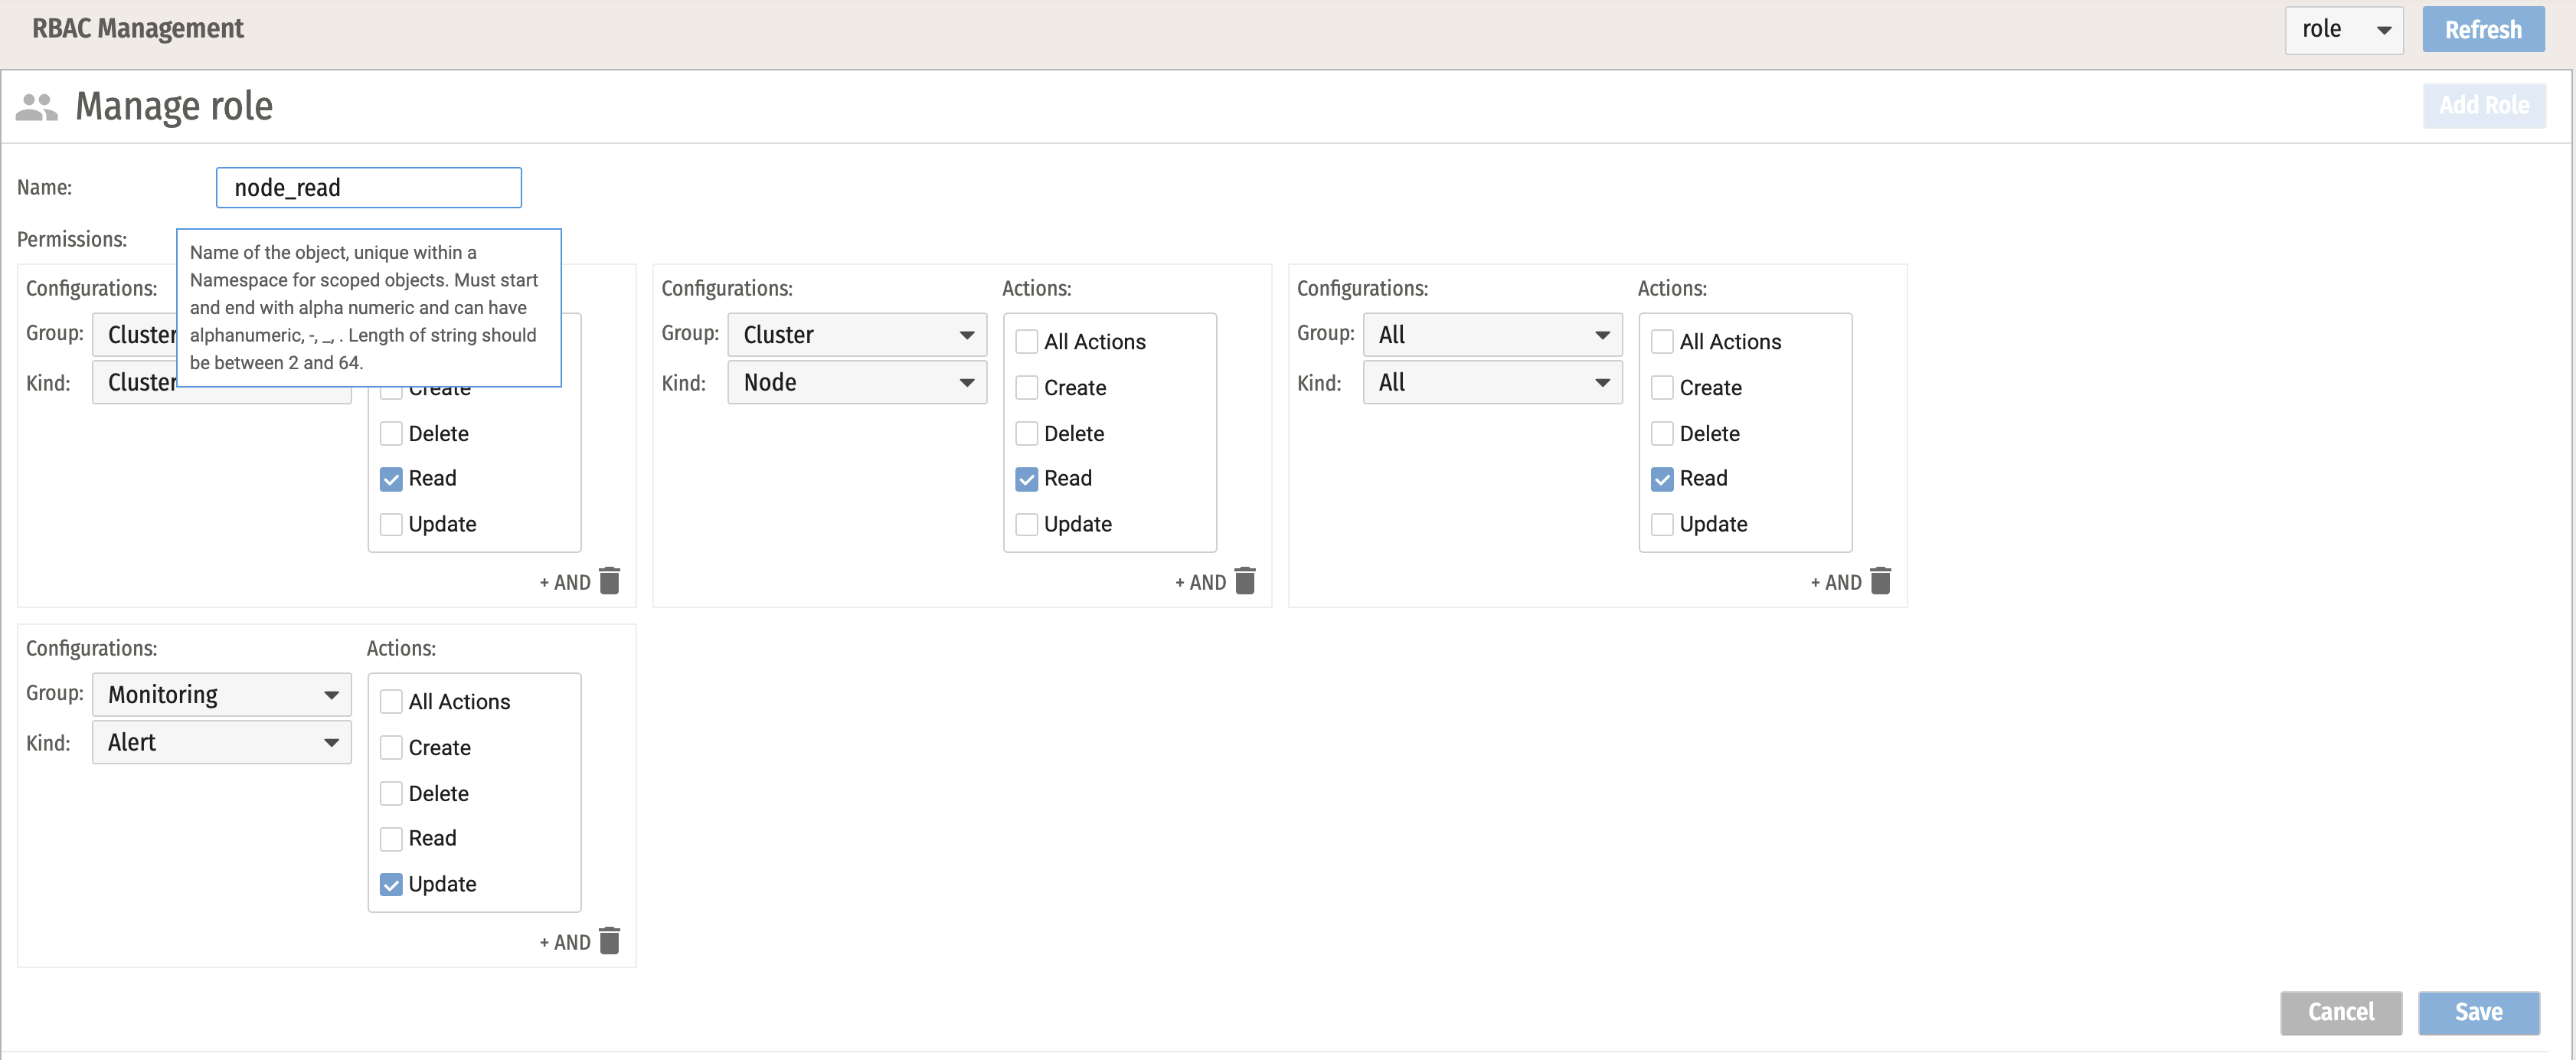 RBAC Management
role
Refresh
Manage role
Add Role
Name:
node_read
Permissions:
Name of the object, unique within a
Namespace for scoped objects. Must start
and end with alpha numeric and can have
alphanumeric, -, _, . Length of string should
be between 2 and 64.
Configurations:
Group:
Cluster
Kind:
Cluster
Create
Delete
Read
Update
+ AND
Configurations:
Group:
Cluster
Kind:
Node
Actions:
All Actions
Create
Delete
Read
Update
+ AND
Configurations:
Group:
All
Kind:
All
Actions:
All Actions
Create
Delete
Read
Update
+ AND
Configurations:
Group:
Monitoring
Kind:
Alert
Actions:
All Actions
Create
Delete
Read
Update
+ AND
Cancel
Save